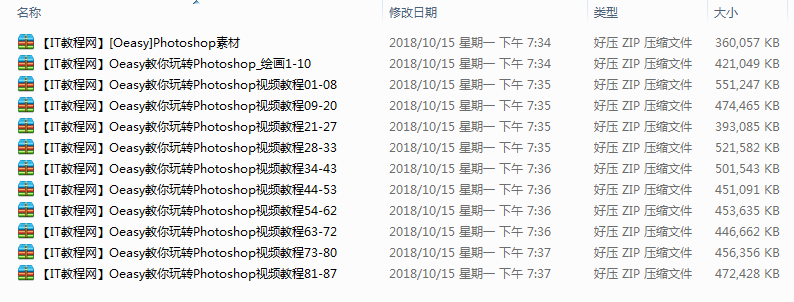 名称 修改日期 类型 大小
【IT教程网】[Oeasy]Photoshop素材 2018/10/15 星期一 下午 7:34 好压 ZIP 压缩文件 360,057 KB
【IT教程网】Oeasy教你玩转Photoshop_绘画1-10 2018/10/15 星期一 下午 7:34 好压 ZIP 压缩文件 421,049 KB
【IT教程网】Oeasy教你玩转Photoshop视频教程01-08 2018/10/15 星期一 下午 7:35 好压 ZIP 压缩文件 551,247 KB
【IT教程网】Oeasy教你玩转Photoshop视频教程09-20 2018/10/15 星期一 下午 7:35 好压 ZIP 压缩文件 474,465 KB
【IT教程网】Oeasy教你玩转Photoshop视频教程21-27 2018/10/15 星期一 下午 7:35 好压 ZIP 压缩文件 393,085 KB
【IT教程网】Oeasy教你玩转Photoshop视频教程28-33 2018/10/15 星期一 下午 7:35 好压 ZIP 压缩文件 521,582 KB
【IT教程网】Oeasy教你玩转Photoshop视频教程34-43 2018/10/15 星期一 下午 7:36 好压 ZIP 压缩文件 501,543 KB
【IT教程网】Oeasy教你玩转Photoshop视频教程44-53 2018/10/15 星期一 下午 7:36 好压 ZIP 压缩文件 451,091 KB
【IT教程网】Oeasy教你玩转Photoshop视频教程54-62 2018/10/15 星期一 下午 7:36 好压 ZIP 压缩文件 453,635 KB
【IT教程网】Oeasy教你玩转Photoshop视频教程63-72 2018/10/15 星期一 下午 7:36 好压 ZIP 压缩文件 446,662 KB
【IT教程网】Oeasy教你玩转Photoshop视频教程73-80 2018/10/15 星期一 下午 7:37 好压 ZIP 压缩文件 456,356 KB
【IT教程网】Oeasy教你玩转Photoshop视频教程81-87 2018/10/15 星期一 下午 7:37 好压 ZIP 压缩文件 472,428 KB